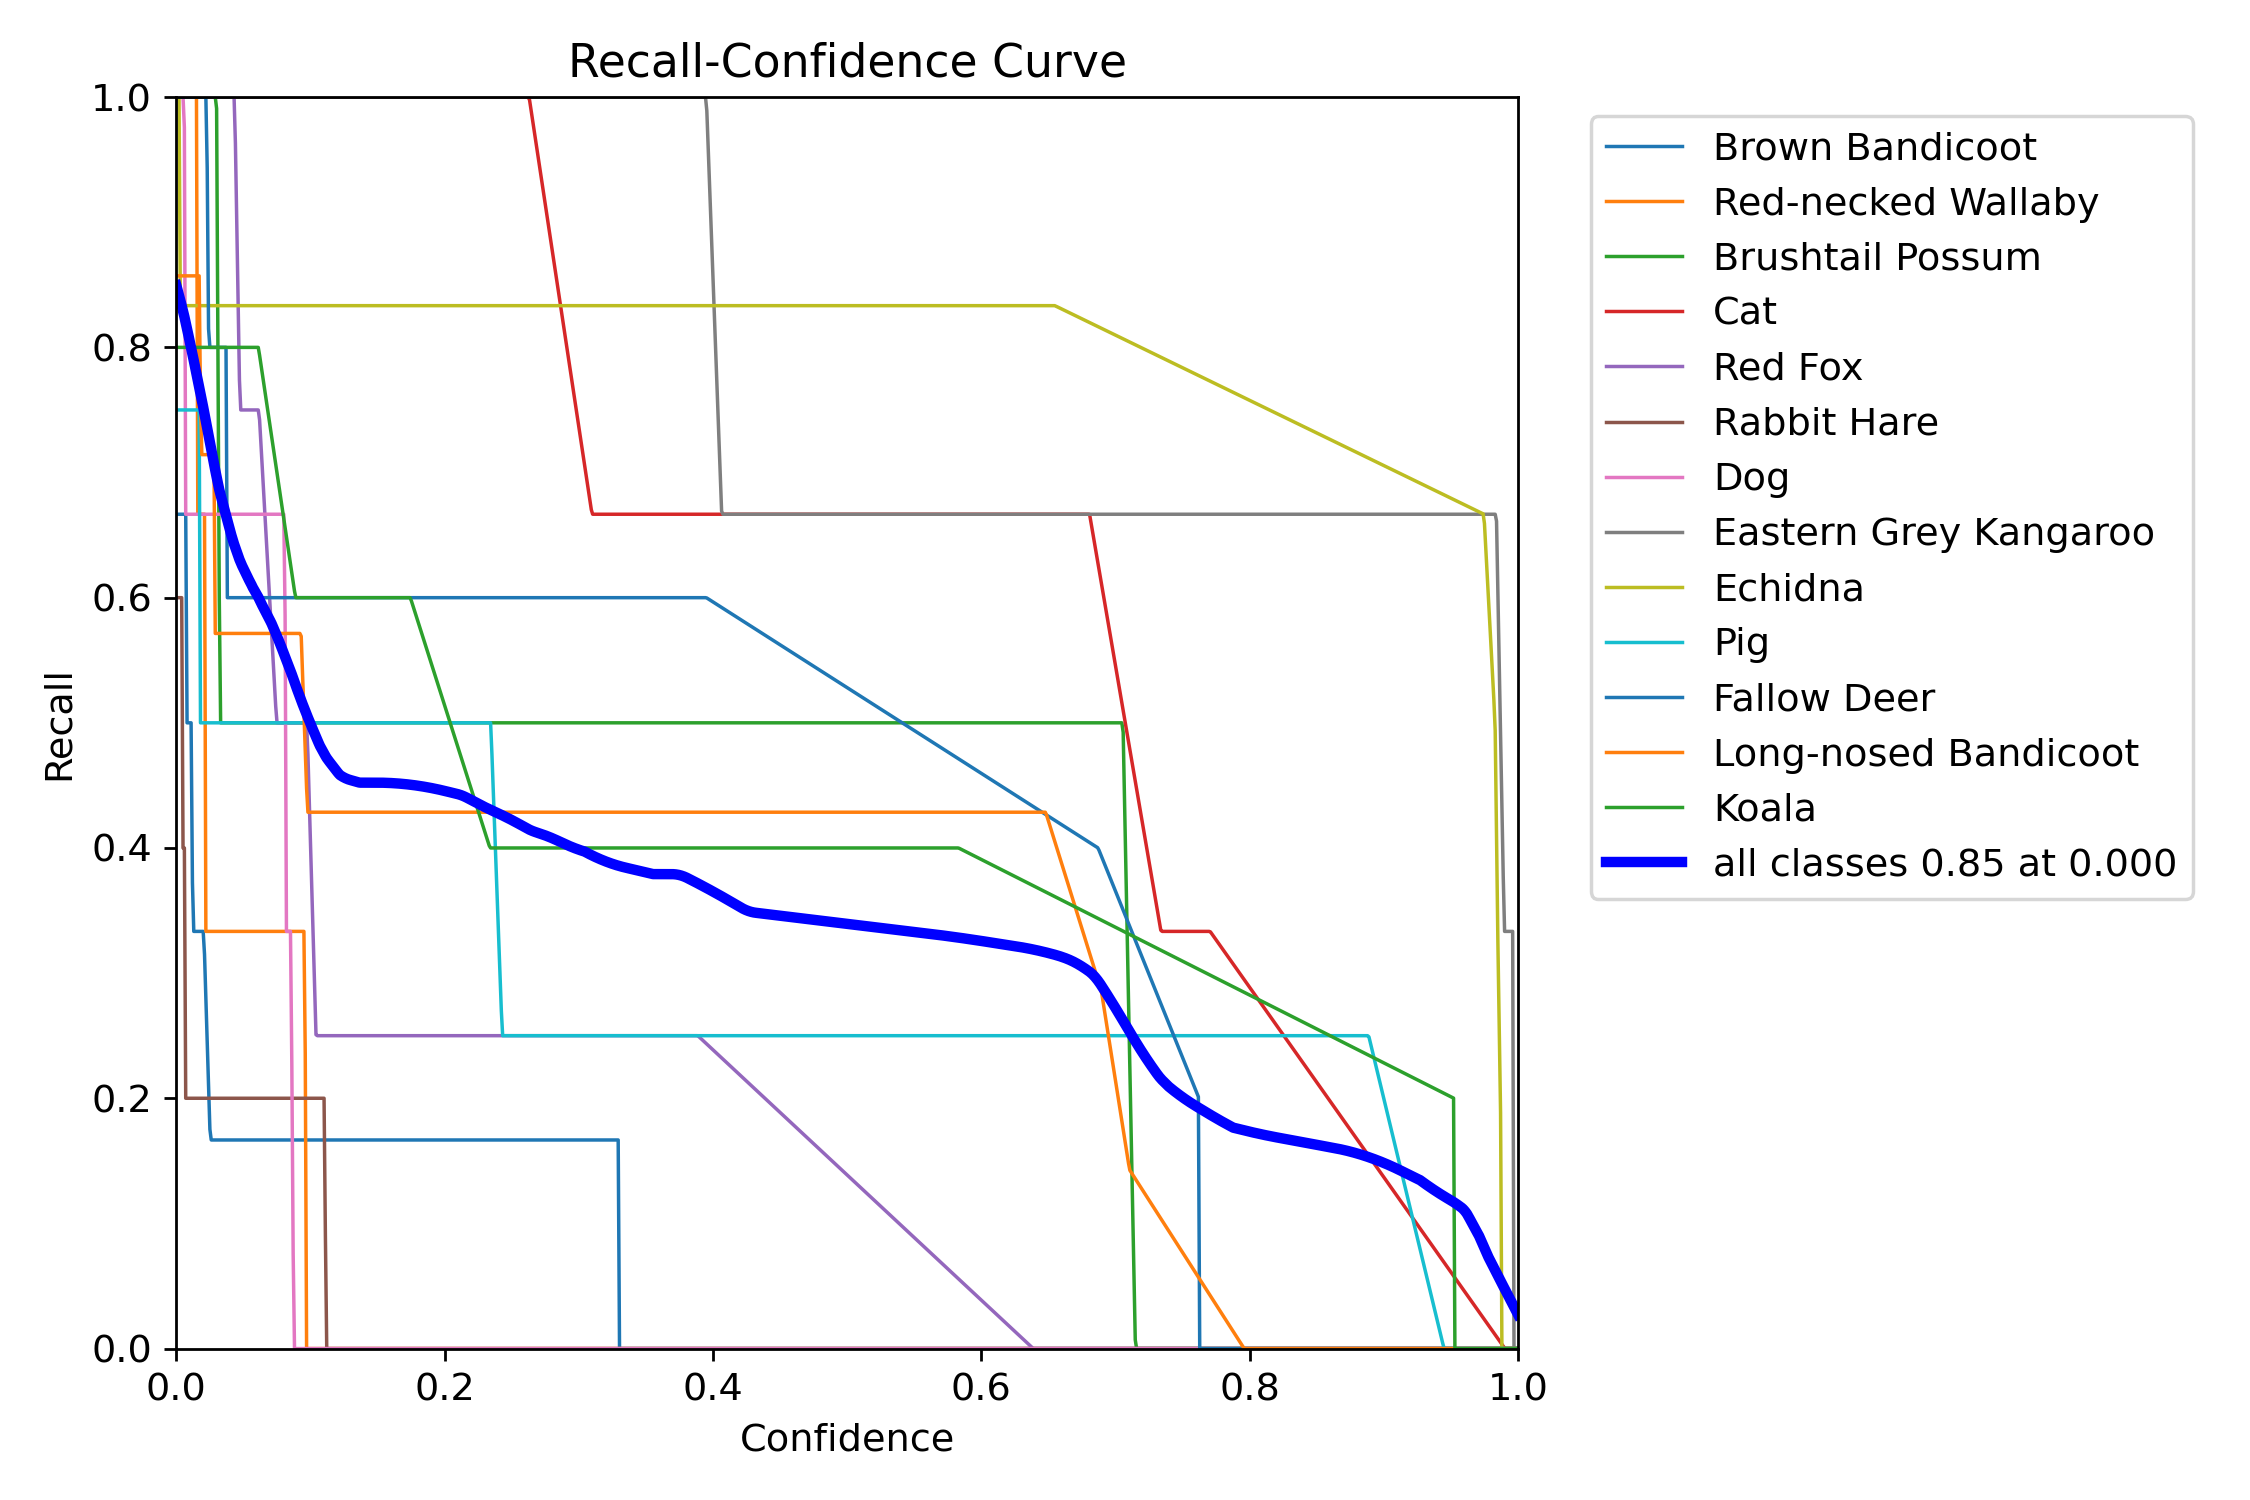 Recall-Confidence Curve
1.0
0.8
0.6
0.4
0.2
0.0
Recall
0.0 0.2 0.4 0.6 0.8 1.0
Confidence
Brown Bandicoot
Red-necked Wallaby
Brushtail Possum
Cat
Red Fox
Rabbit Hare
Dog
Eastern Grey Kangaroo
Echidna
Pig
Fallow Deer
Long-nosed Bandicoot
Koala
all classes 0.85 at 0.000